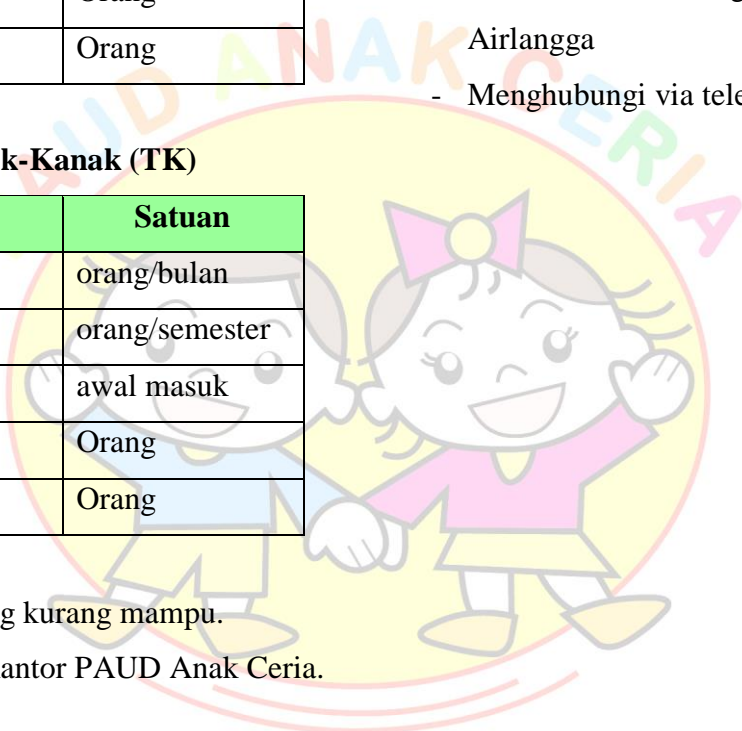 Orang
Orang
k-Kanak (TK)
Satuan
orang/bulan
orang/semester
awal masuk
Orang
Orang
g kurang mampu.
antor PAUD Anak Ceria.
Airlangga
- Menghubungi via tele
AUD ANAK CERIA